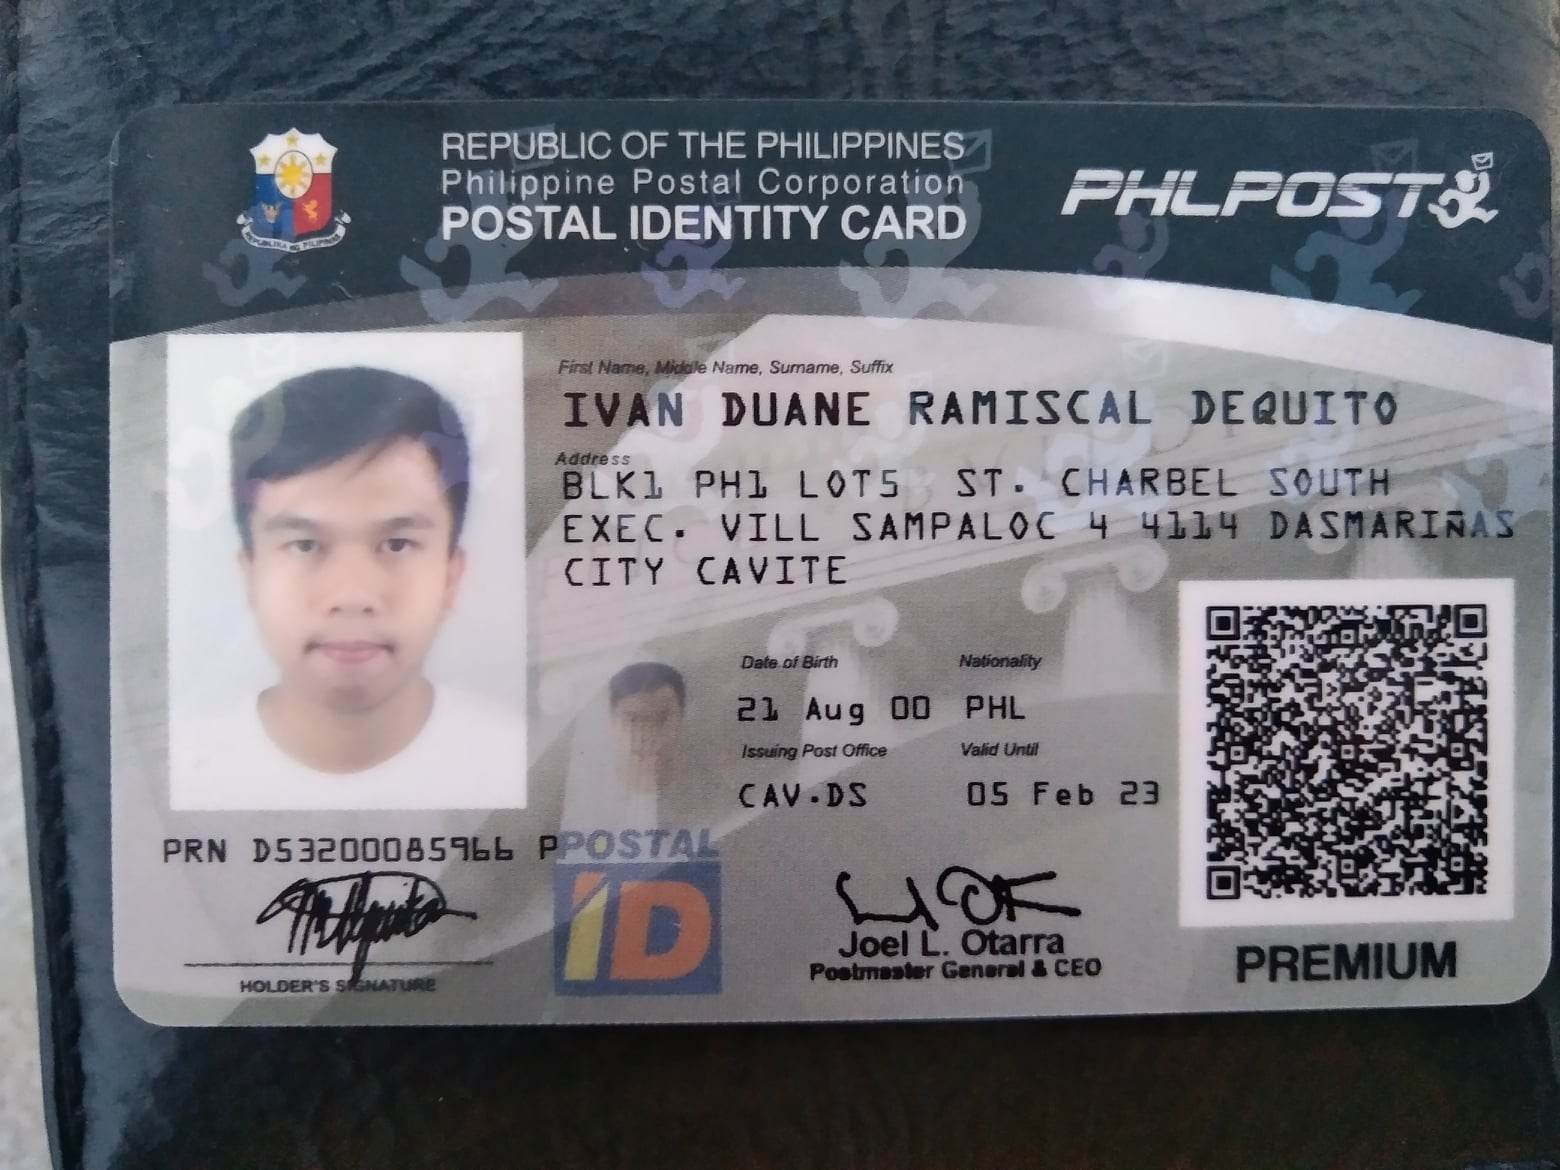 REPUBLIC OF THE PHILIPPINES
Philippine Postal Corporation
POSTAL IDENTITY CARD
PHLPOST
REPUBLIKA NG PILIPINAS
First Name, Middle Name, Surname, Suffix
IVAN DUANE RAMISCAL DEQUITO
Address
BLK1 PH1 LOT5 ST. CHARBEL SOUTH
EXEC. VILL SAMPALOC 4 4114 DASMARIÑAS
CITY CAVITE
Date of Birth Nationality
21 Aug 00 PHL
Issuing Post Office Valid Until
CAV.DS 05 Feb 23
PRN D53200085966 P
POSTAL
iD
HOLDER'S SIGNATURE
Joel L. Otarra
Postmaster General & CEO
PREMIUM